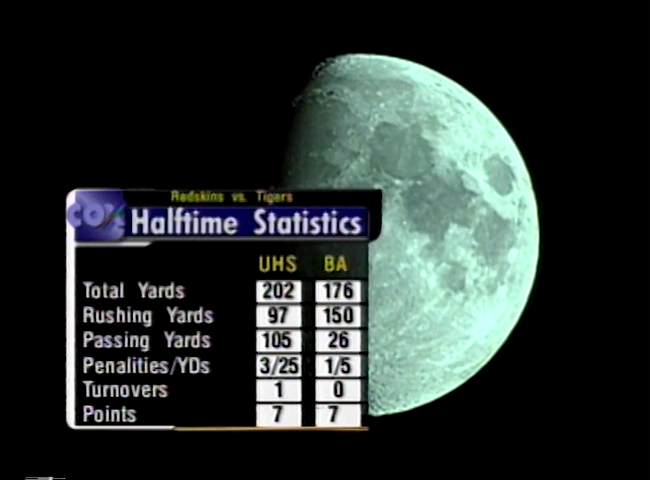 Redskins vs. Tigers
COX Halftime Statistics
UHS BA
Total Yards 202 176
Rushing Yards 97 150
Passing Yards 105 26
Penalities/YDs 3/25 1/5
Turnovers 1 0
Points 7 7